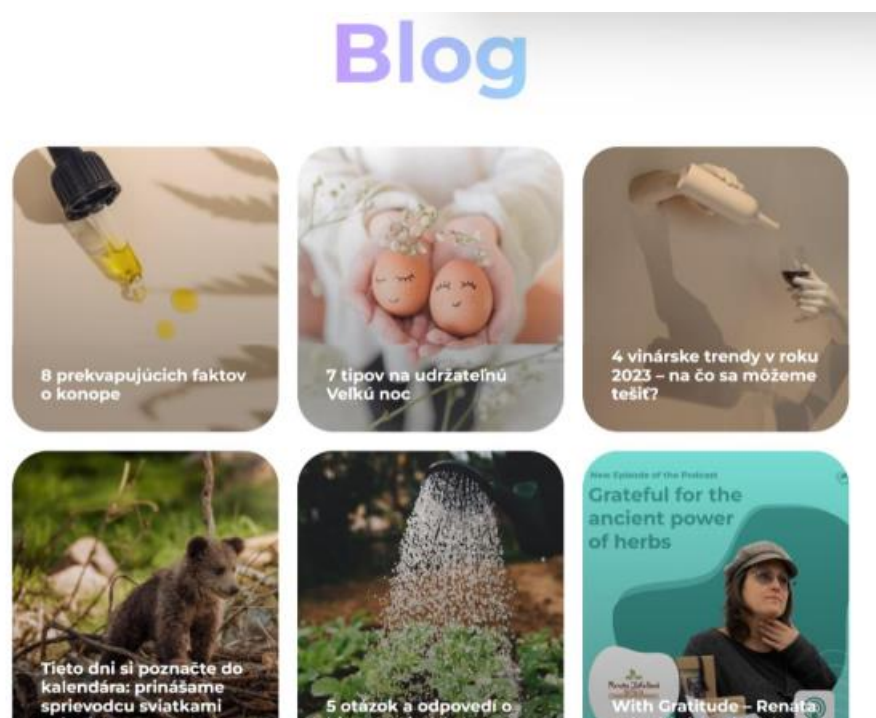 Blog
8 prekvapujúcich faktov
o konope
7 tipov na udržateľnú
Veľkú noc
4 vinárske trendy v roku
2023 – na čo sa môžeme
tešiť?
Tieto dni si poznačte do
kalendára: prinášame
sprievodcu sviatkami
5 otázok a odpovedí o
New Episode of the Podcast
Grateful for the
ancient power
of herbs
With Gratitude – Renáta